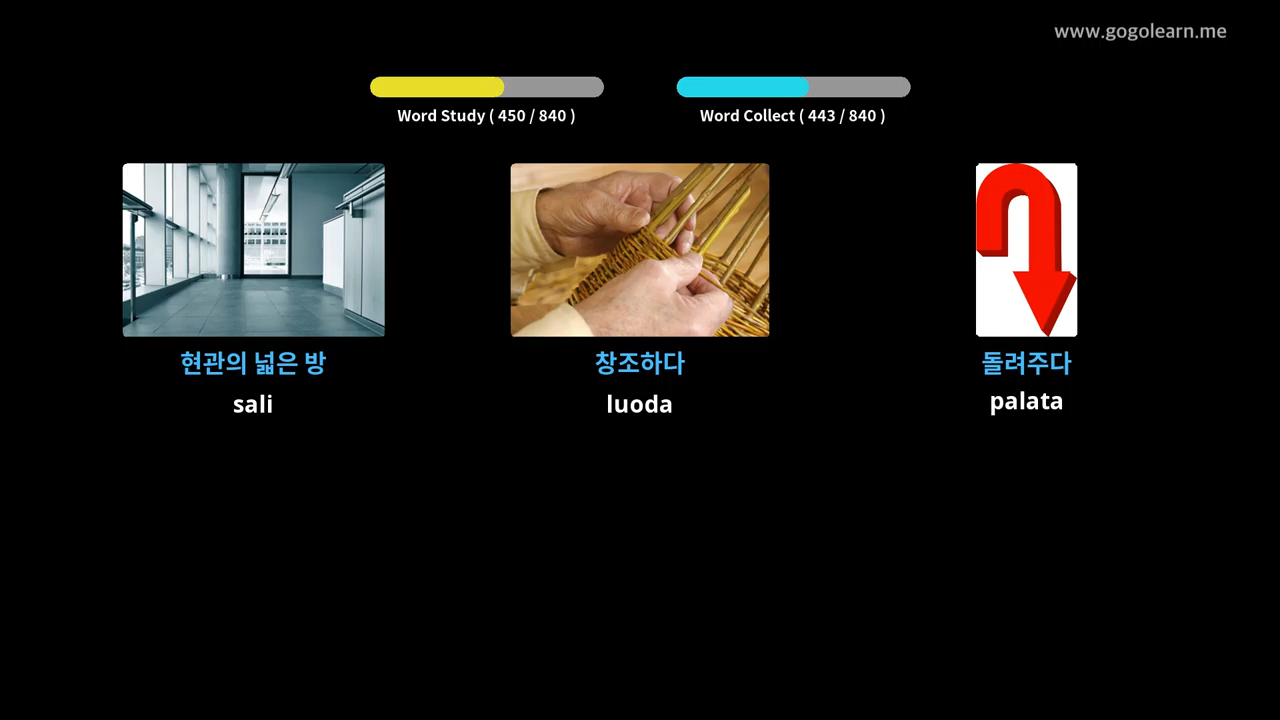 www.gogolearn.me
Word Study ( 450 / 840 )
Word Collect ( 443 / 840 )
현관의 넓은 방
sali
창조하다
luoda
돌려주다
palata